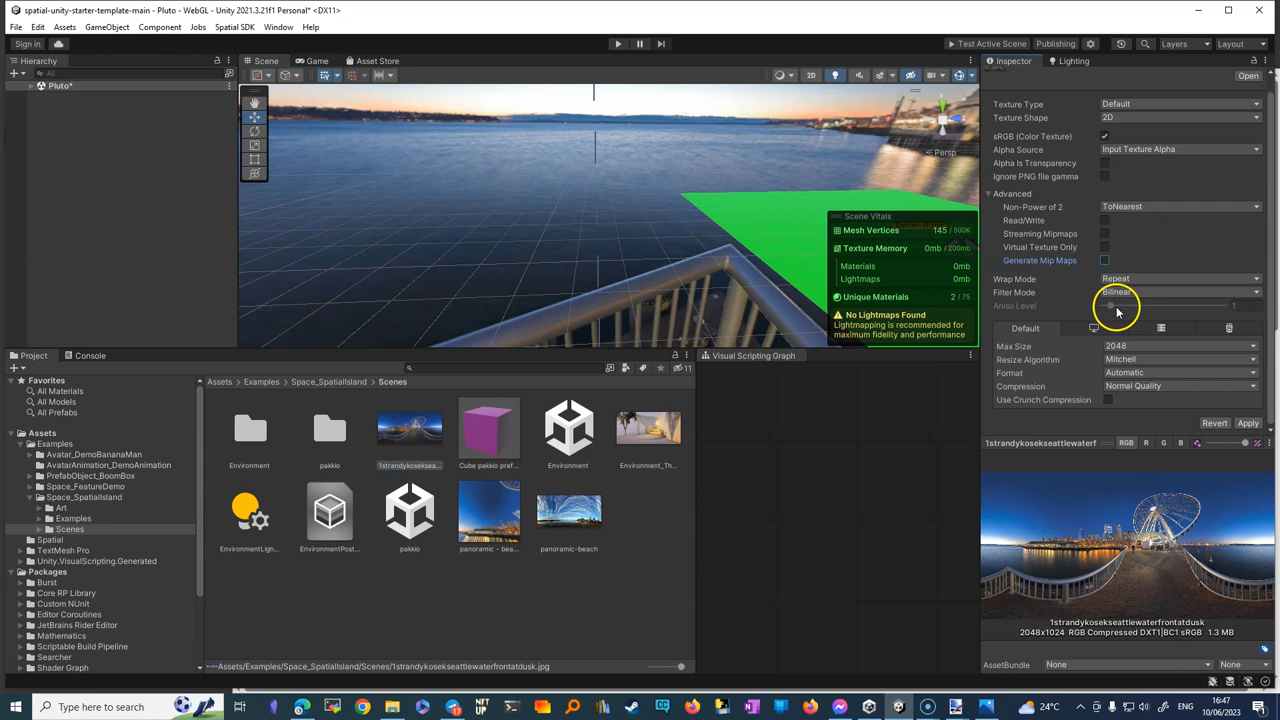 spatial-unity-starter-template-main - Pluto - WebGL - Unity 2021.3.21f1 Personal* <DX11>
File Edit Assets GameObject Component Jobs Spatial SDK Window Help
Sign in Test Active Scene Publishing Layers Layout
Hierarchy Scene Game Asset Store Inspector Lighting
All 2D
Pluto* Open
Texture Type Default
Texture Shape 2D
sRGB (Color Texture)
Alpha Source Input Texture Alpha
Persp
Alpha Is Transparency
Ignore PNG file gamma
Advanced
Non-Power of 2 ToNearest
Scene Vitals Read/Write
Mesh Vertices 145 / 500K Streaming Mipmaps
Texture Memory 0mb / 200mb Virtual Texture Only
Materials 0mb Generate Mip Maps
Lightmaps 0mb Wrap Mode Repeat
Unique Materials 2 / 75 Filter Mode Bilinear
No Lightmaps Found Aniso Level 1
Lightmapping is recommended for
maximum fidelity and performance
Default
Max Size 2048
Project Console Visual Scripting Graph Resize Algorithm Mitchell
11 Format Automatic
Favorites Assets Examples Space_SpatialIsland Scenes Compression Normal Quality
All Materials Use Crunch Compression
All Models
All Prefabs
Revert Apply
Assets
Examples 1strandykosekseattlewaterf RGB R G B
Avatar_DemoBananaMan
AvatarAnimation_DemoAnimation Environment pakkio 1strandykoseksea... Cube pakkio pref... Environment Environment_Th...
PrefabObject_BoomBox
Space_FeatureDemo
Space_SpatialIsland
Art
Examples
Scenes
Spatial
TextMesh Pro EnvironmentLigh... EnvironmentPost... pakkio panoramic - bea... panoramic-beach
Unity.VisualScripting.Generated
Packages
Burst
Core RP Library
Custom NUnit
Editor Coroutines
JetBrains Rider Editor 1strandykosekseattlewaterfrontatdusk
Mathematics 2048x1024 RGB Compressed DXT1|BC1 sRGB 1.3 MB
Scriptable Build Pipeline
Searcher
Shader Graph Assets/Examples/Space_SpatialIsland/Scenes/1strandykosekseattlewaterfrontatdusk.jpg AssetBundle None None
Type here to search NFT UP CC 24°C 16:47
10/06/2023